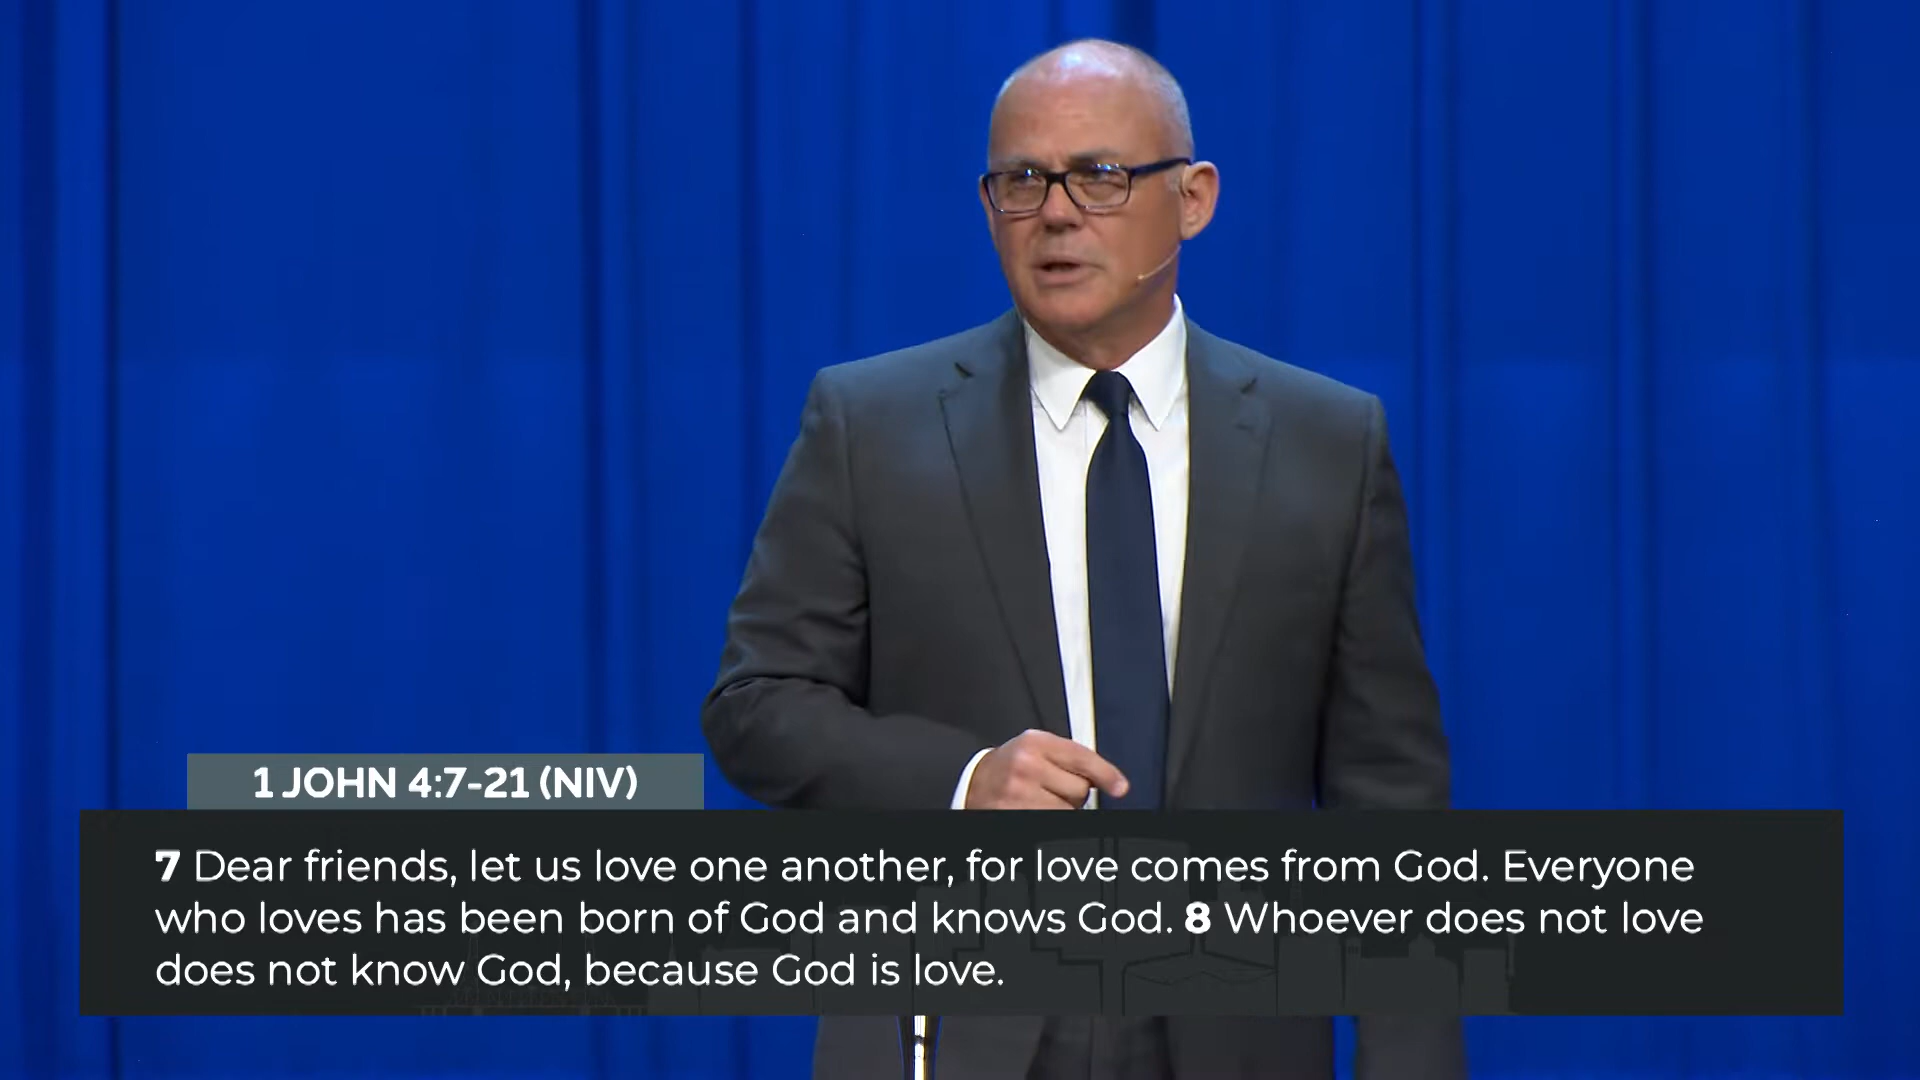 1 JOHN 4:7-21 (NIV)
7 Dear friends, let us love one another, for love comes from God. Everyone
who loves has been born of God and knows God. 8 Whoever does not love
does not know God, because God is love.